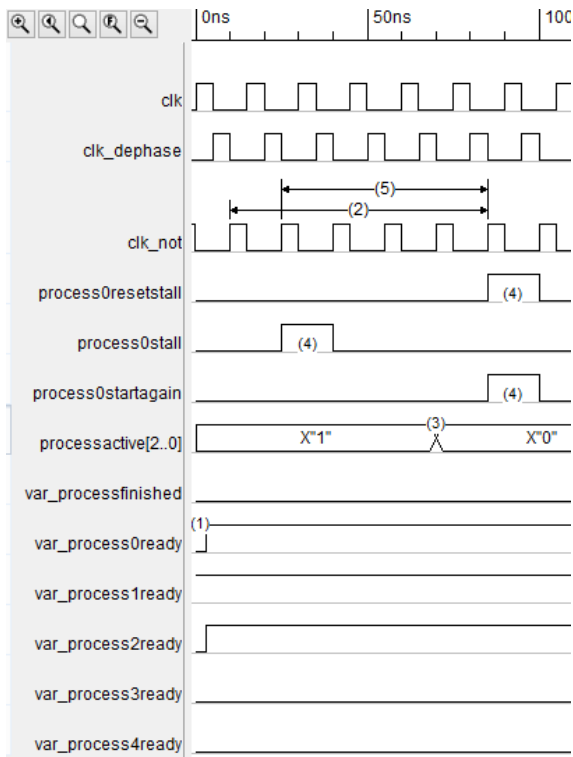 0ns 50ns 100
clk
clk_dephase
(5)
(2)
clk_not
process0resetstall (4)
process0stall (4)
process0startagain (4)
(3)
processactive[2..0] X"1" X"0"
var_processfinished
(1)
var_process0ready
var_process1ready
var_process2ready
var_process3ready
var_process4ready